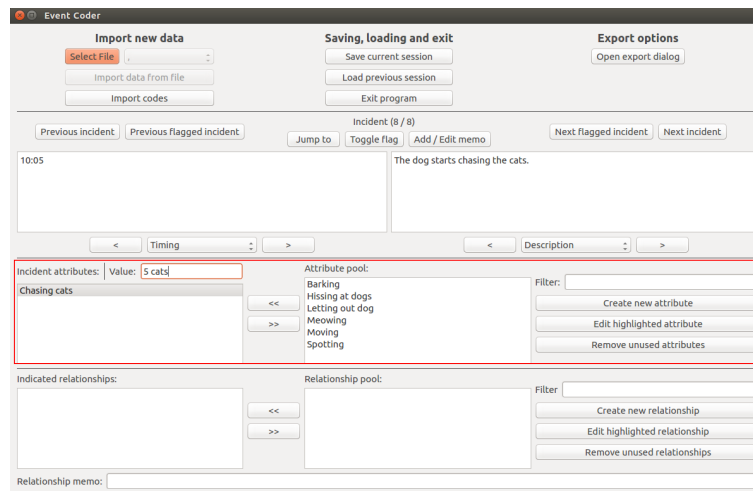 Event Coder
Import new data
Select File
,
Import data from file
Import codes
Saving, loading and exit
Save current session
Load previous session
Exit program
Export options
Open export dialog
Previous incident
Previous flagged incident
Incident (8 / 8)
Jump to
Toggle flag
Add / Edit memo
Next flagged incident
Next incident
10:05
The dog starts chasing the cats.
<
Timing
>
<
Description
>
Incident attributes:
Value:
5 cats
Chasing cats
<<
>>
Attribute pool:
Barking
Hissing at dogs
Letting out dog
Meowing
Moving
Spotting
Filter:
Create new attribute
Edit highlighted attribute
Remove unused attributes
Indicated relationships:
<<
>>
Relationship pool:
Filter
Create new relationship
Edit highlighted relationship
Remove unused relationships
Relationship memo: